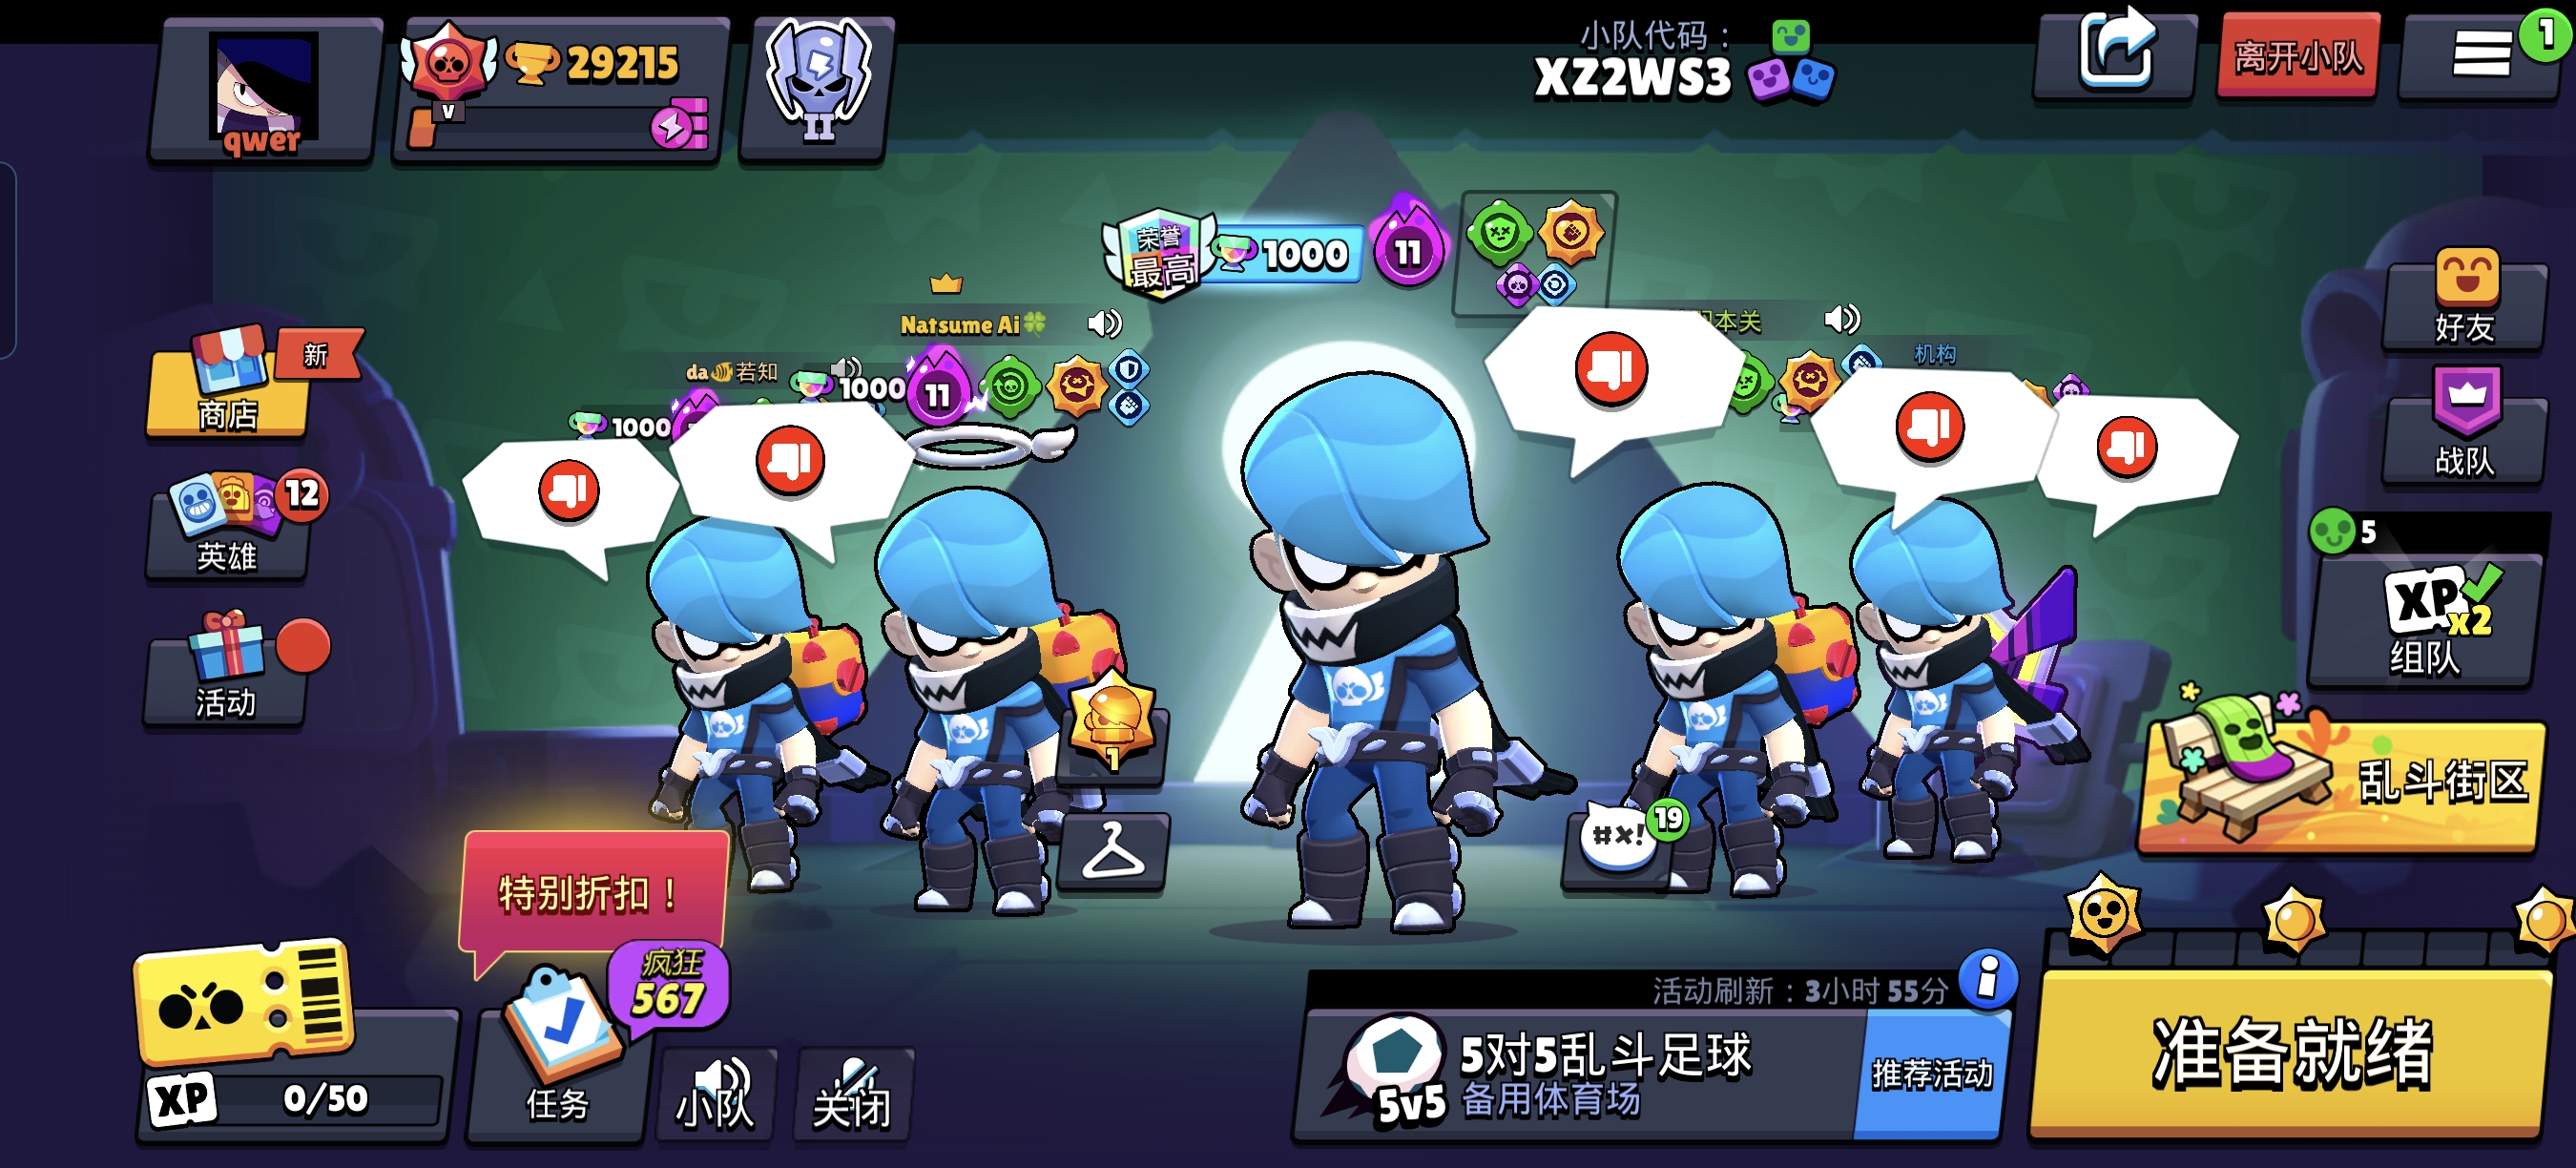 小队代码：
XZ2WS3
离开小队
1
qwer
V
29215
II
荣誉
最高
1000
11
Natsume Ai
da
若知
1000
11
1000
本关
机构
新
商店
12
英雄
活动
好友
战队
5
XP
x2
组队
乱斗街区
1
#×!
19
特别折扣！
疯狂
567
任务
XP
0/50
小队
关闭
活动刷新：3小时 55分
5v5
5对5乱斗足球
备用体育场
推荐活动
准备就绪